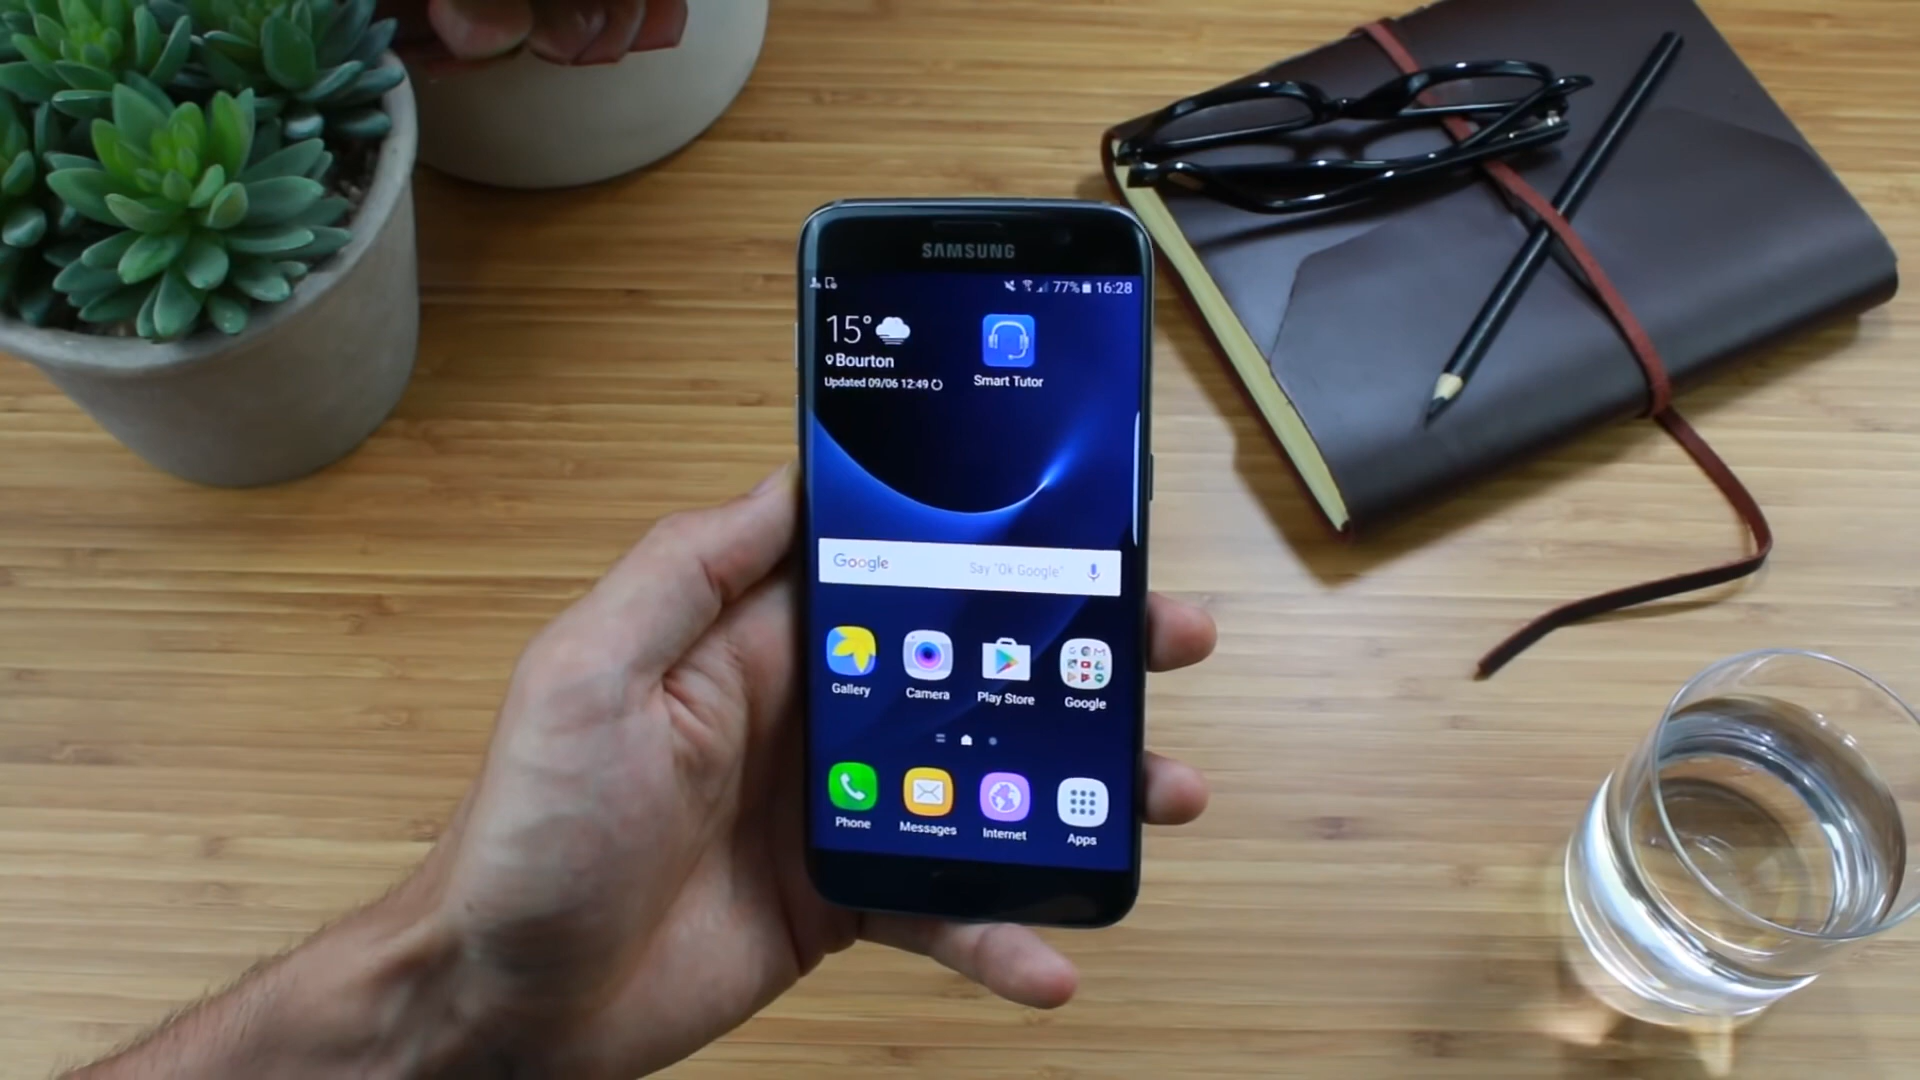 SAMSUNG
77% 16:28
15°
Bourton
Updated 09/06 12:49
Smart Tutor
Google Say "Ok Google"
Gallery Camera Play Store Google
Phone Messages Internet Apps